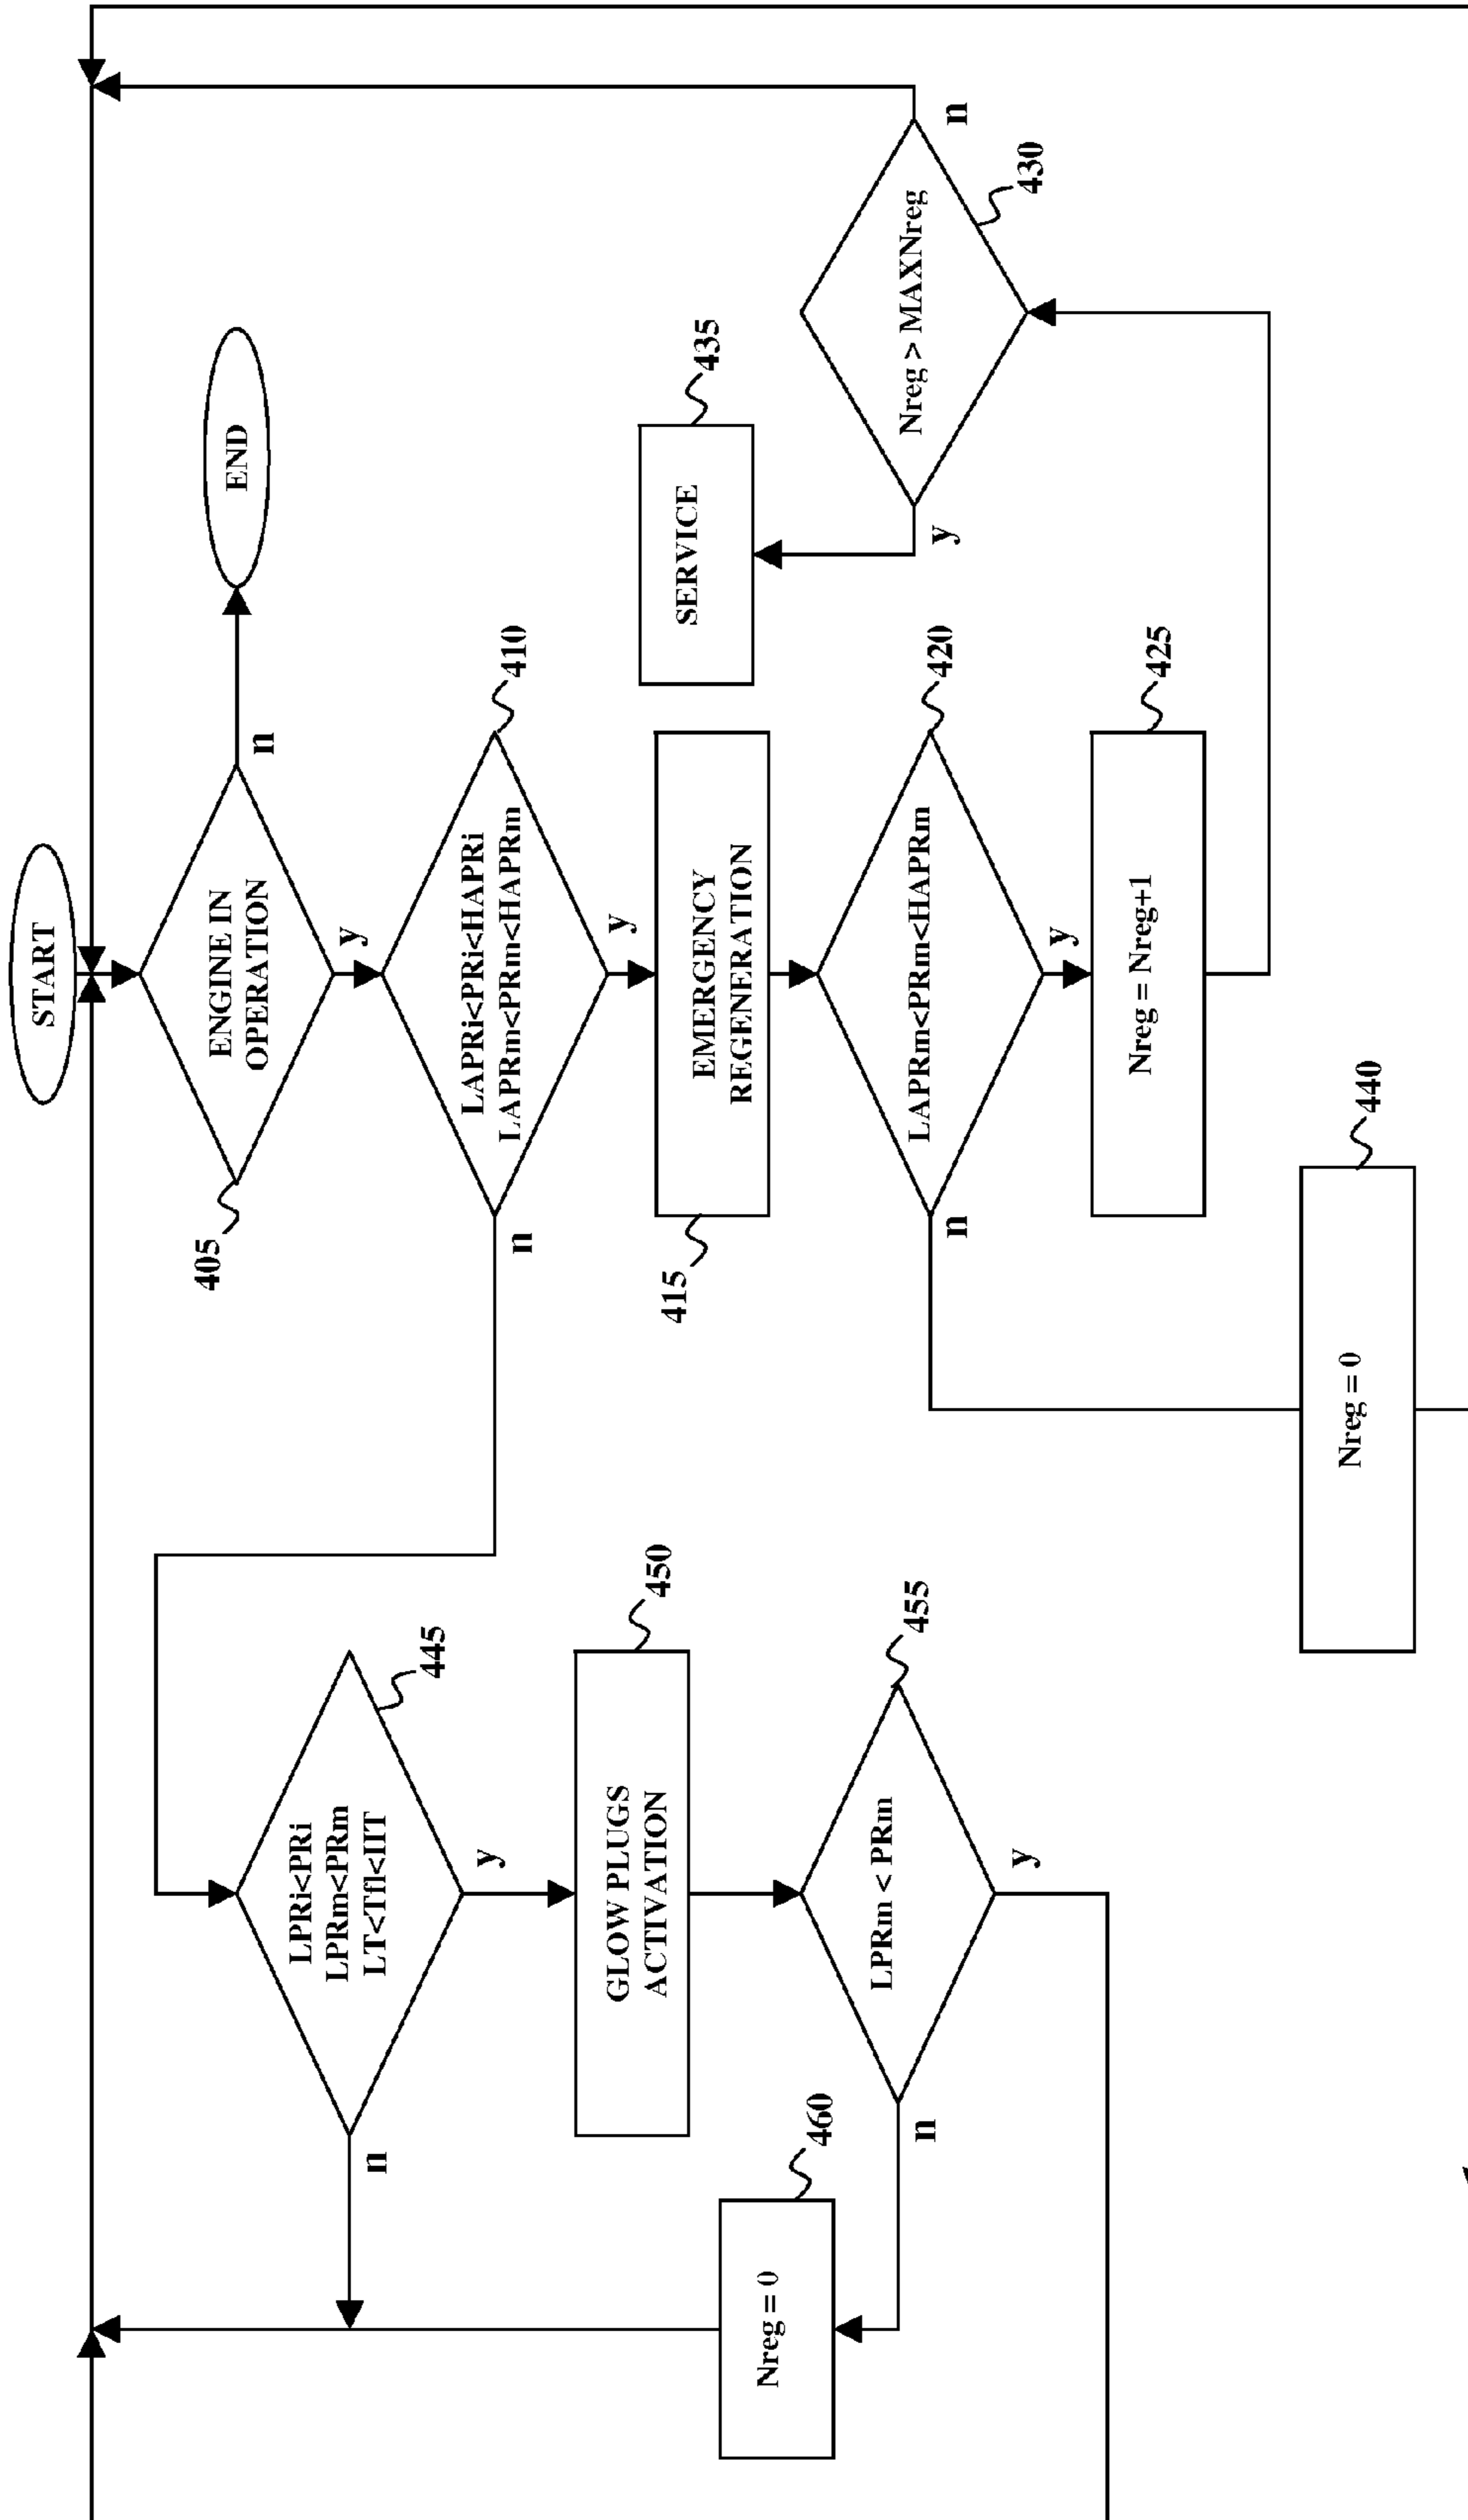 START
ENGINE IN
OPERATION
y
n
END
405
LAPRi<PRi<HAPRi
LAPRm<PRm<HAPRm
410
y
n
EMERGENCY
REGENERATION
415
LAPRm<PRm<HAPRm
420
y
n
Nreg = Nreg+1
425
Nreg > MAXNreg
430
y
n
SERVICE
435
Nreg = 0
440
LPRi<PRi
LPRm<PRm
LT<Tfl<HT
445
y
n
GLOW PLUGS
ACTIVATION
450
LPRm < PRm
455
y
n
Nreg = 0
460